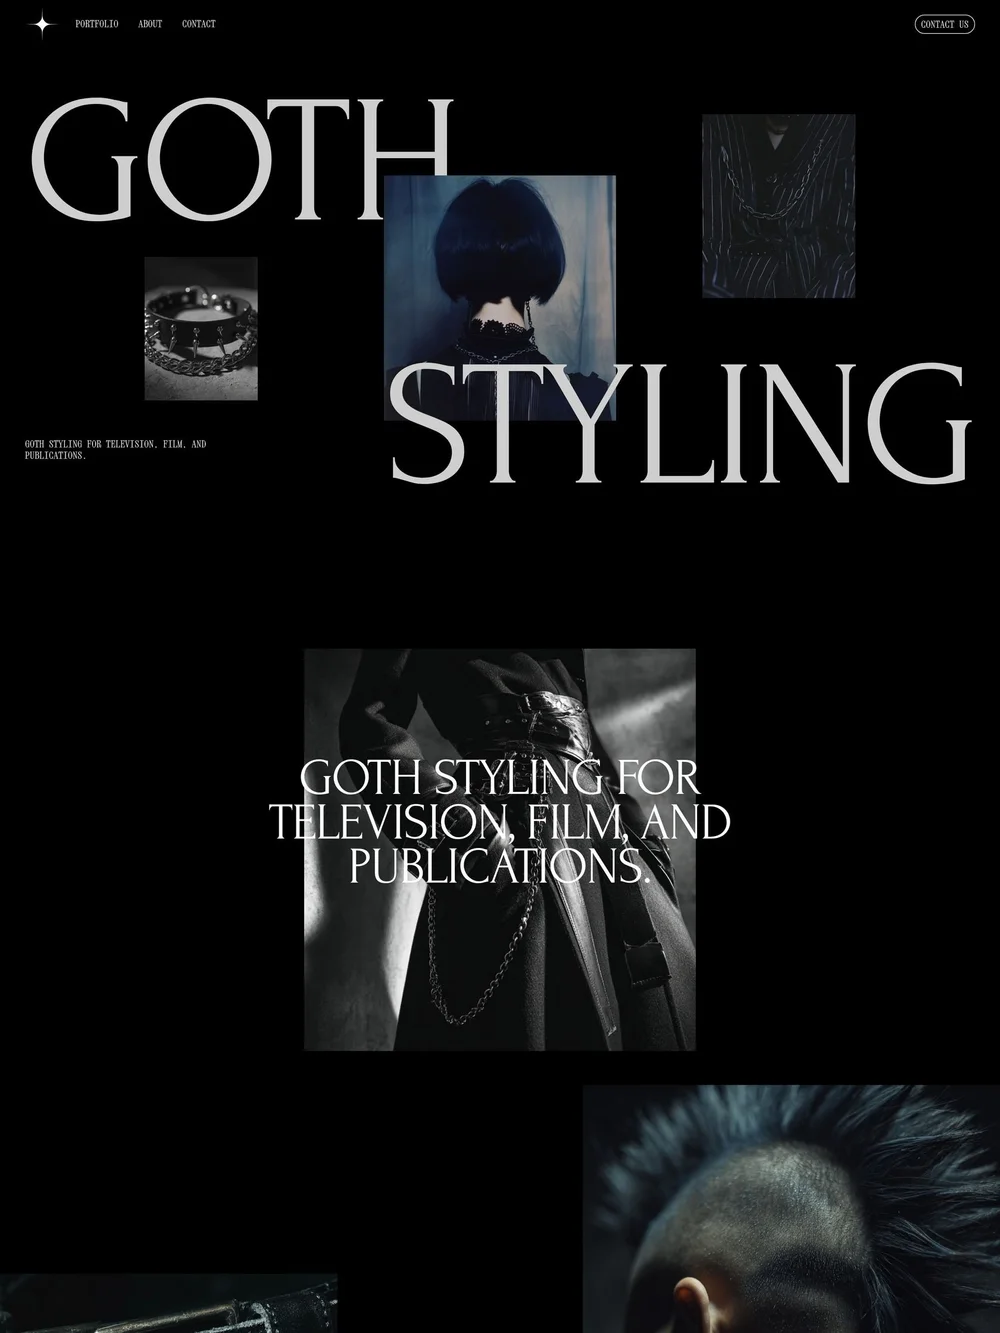 PORTFOLIO ABOUT CONTACT CONTACT US
GOTH
STYLING
GOTH STYLING FOR TELEVISION, FILM, AND
PUBLICATIONS.
GOTH STYLING FOR
TELEVISION, FILM, AND
PUBLICATIONS.